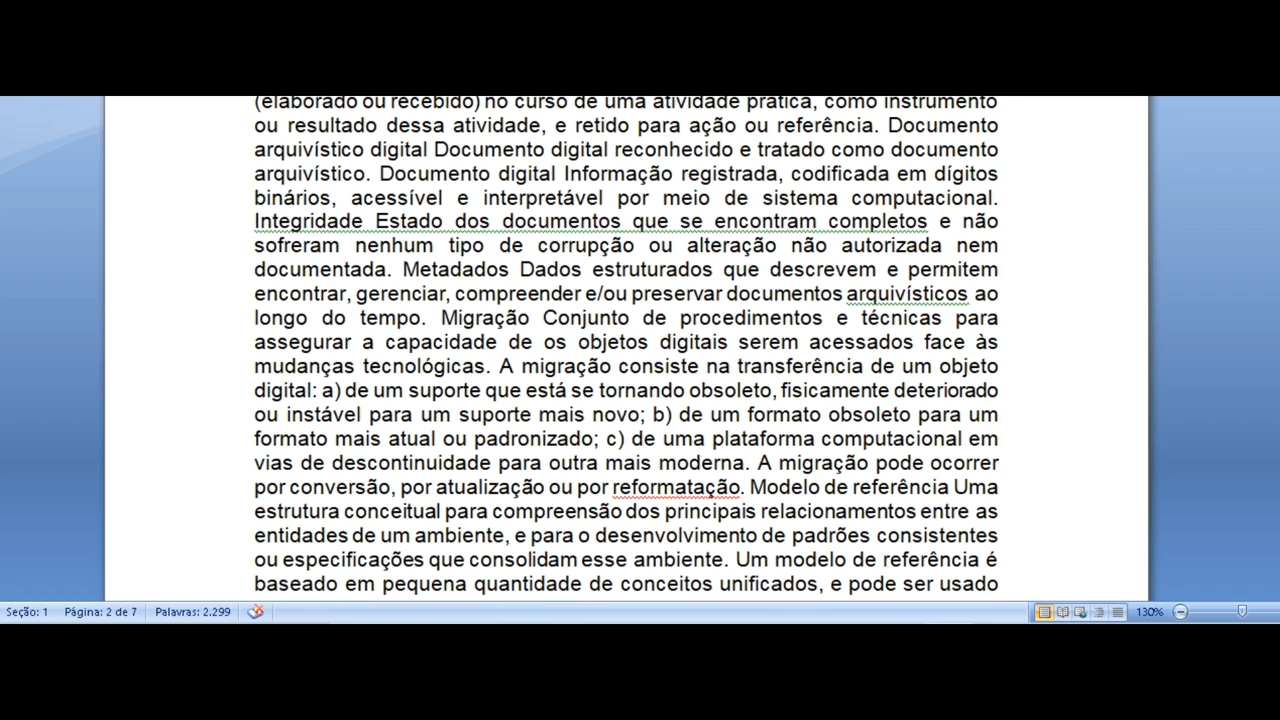 (elaborado ou recebido) no curso de uma atividade prática, como instrumento
ou resultado dessa atividade, e retido para ação ou referência. Documento
arquivístico digital Documento digital reconhecido e tratado como documento
arquivístico. Documento digital Informação registrada, codificada em dígitos
binários, acessível e interpretável por meio de sistema computacional.
Integridade Estado dos documentos que se encontram completos e não
sofreram nenhum tipo de corrupção ou alteração não autorizada nem
documentada. Metadados Dados estruturados que descrevem e permitem
encontrar, gerenciar, compreender e/ou preservar documentos arquivísticos ao
longo do tempo. Migração Conjunto de procedimentos e técnicas para
assegurar a capacidade de os objetos digitais serem acessados face às
mudanças tecnológicas. A migração consiste na transferência de um objeto
digital: a) de um suporte que está se tornando obsoleto, fisicamente deteriorado
ou instável para um suporte mais novo; b) de um formato obsoleto para um
formato mais atual ou padronizado; c) de uma plataforma computacional em
vias de descontinuidade para outra mais moderna. A migração pode ocorrer
por conversão, por atualização ou por reformatação. Modelo de referência Uma
estrutura conceitual para compreensão dos principais relacionamentos entre as
entidades de um ambiente, e para o desenvolvimento de padrões consistentes
ou especificações que consolidam esse ambiente. Um modelo de referência é
baseado em pequena quantidade de conceitos unificados, e pode ser usado
Seção: 1 Página: 2 de 7 Palavras: 2.299 130%